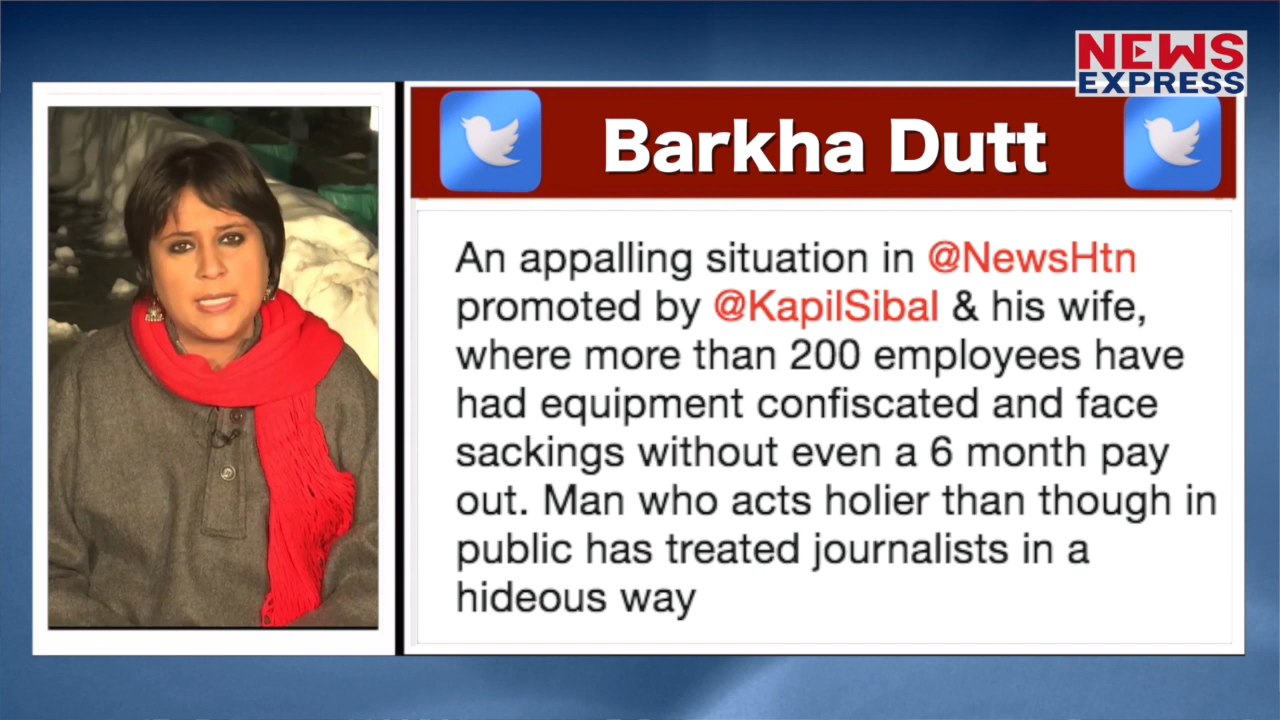 NEWS
EXPRESS
Barkha Dutt
An appalling situation in @NewsHtn
promoted by @KapilSibal & his wife,
where more than 200 employees have
had equipment confiscated and face
sackings without even a 6 month pay
out. Man who acts holier than though in
public has treated journalists in a
hideous way